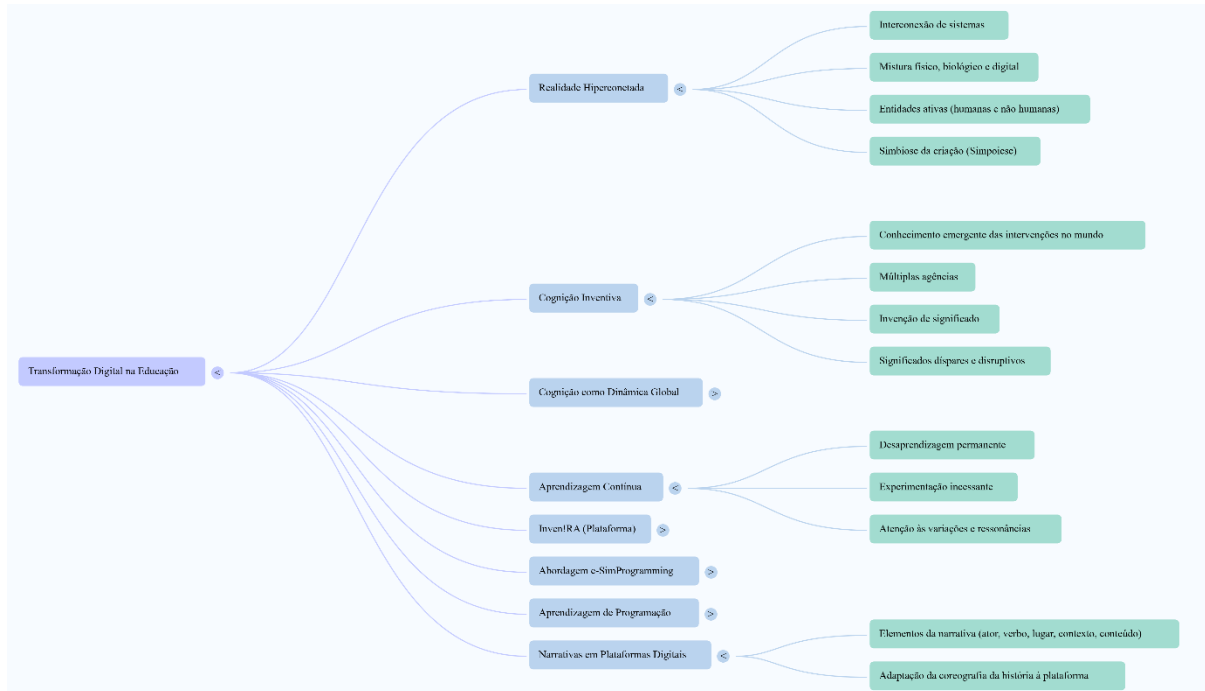 Transformação Digital na Educação
<
Realidade Hiperconetada
<
Interconexão de sistemas
Mistura físico, biológico e digital
Entidades ativas (humanas e não humanas)
Simbiose da criação (Simpoiese)
Cognição Inventiva
<
Conhecimento emergente das intervenções no mundo
Múltiplas agências
Invenção de significado
Significados díspares e disruptivos
Cognição como Dinâmica Global
>
Aprendizagem Contínua
<
Desaprendizagem permanente
Experimentação incessante
Atenção às variações e ressonâncias
Inven!RA (Plataforma)
>
Abordagem e-SimProgramming
>
Aprendizagem de Programação
>
Narrativas em Plataformas Digitais
<
Elementos da narrativa (ator, verbo, lugar, contexto, conteúdo)
Adaptação da coreografia da história à plataforma